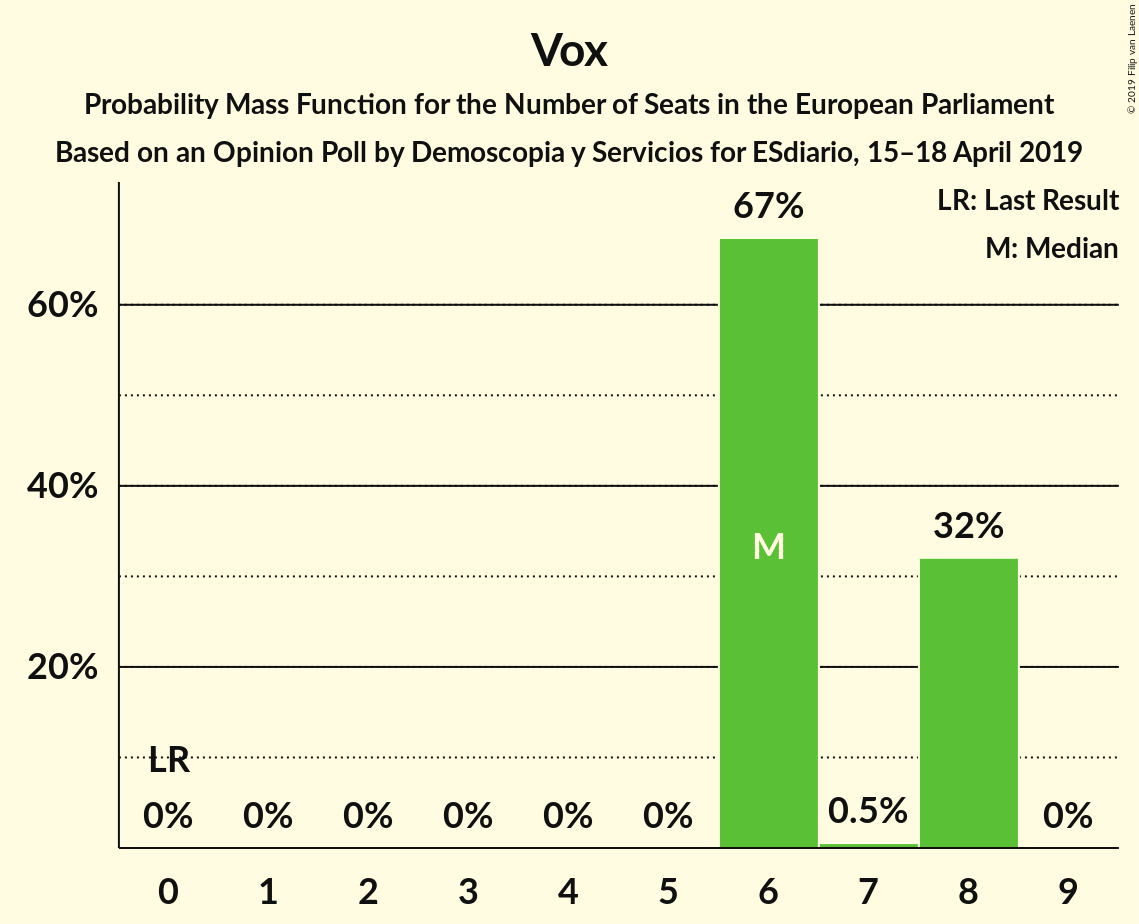 Vox
Probability Mass Function for the Number of Seats in the European Parliament
Based on an Opinion Poll by Demoscopia y Servicios for ESdiario, 15–18 April 2019
© 2019 Filip van Laenen
LR: Last Result
M: Median
67%
60%
40%
32%
M
20%
LR
0% 0% 0% 0% 0% 0% 0.5% 0%
0 1 2 3 4 5 6 7 8 9